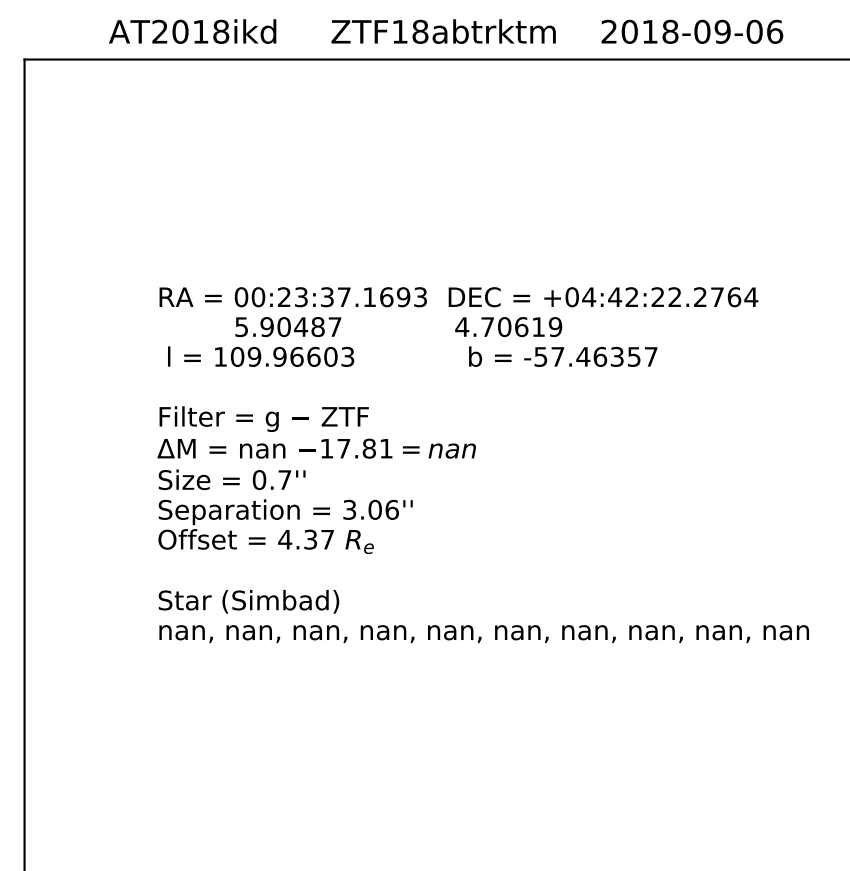 AT2018ikd ZTF18abtrktm 2018-09-06
RA = 00:23:37.1693 DEC = +04:42:22.2764
5.90487 4.70619
l = 109.96603 b = -57.46357
Filter = g − ZTF
ΔM = nan −17.81 = nan
Size = 0.7''
Separation = 3.06''
Offset = 4.37 Re
Star (Simbad)
nan, nan, nan, nan, nan, nan, nan, nan, nan, nan